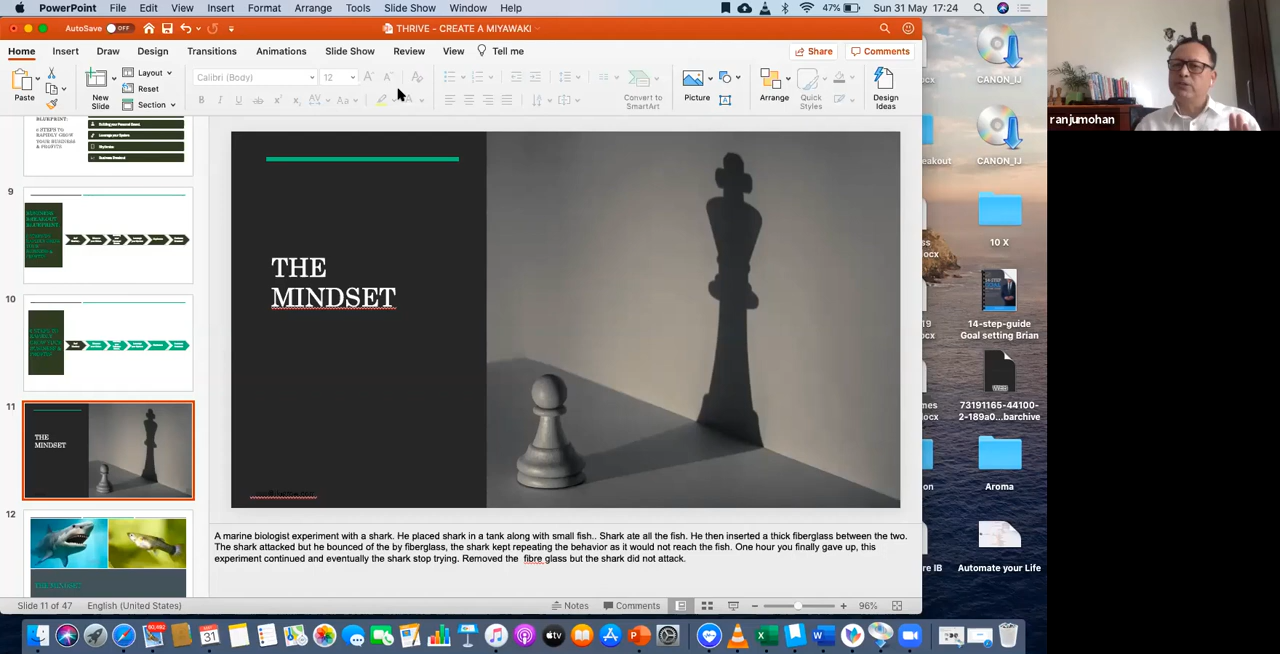 PowerPoint File Edit View Insert Format Arrange Tools Slide Show Window Help
47% Sun 31 May 17:24
AutoSave OFF
THRIVE - CREATE A MIYAWAKI
Home Insert Draw Design Transitions Animations Slide Show Review View Tell me
Share Comments
Paste
New
Slide
Layout
Reset
Section
Calibri (Body) 12
Convert to
SmartArt
Picture
Arrange
Quick
Styles
Design
Ideas
9
10
11
THE
MINDSET
12
THE
MINDSET
A marine biologist experiment with a shark. He placed shark in a tank along with small fish.. Shark ate all the fish. He then inserted a thick fiberglass between the two.
The shark attacked but he bounced of the by fiberglass, the shark kept repeating the behavior as it would not reach the fish. One hour you finally gave up, this
experiment continued and eventually the shark stop trying. Removed the fibre glass but the shark did not attack.
Slide 11 of 47 English (United States) Notes Comments 96%
CANON_IJ
CANON_IJ
10 X
14-step-guide
Goal setting Brian
73191165-44100-
2-189a0...barchive
Aroma
Automate your Life
ranjumohan